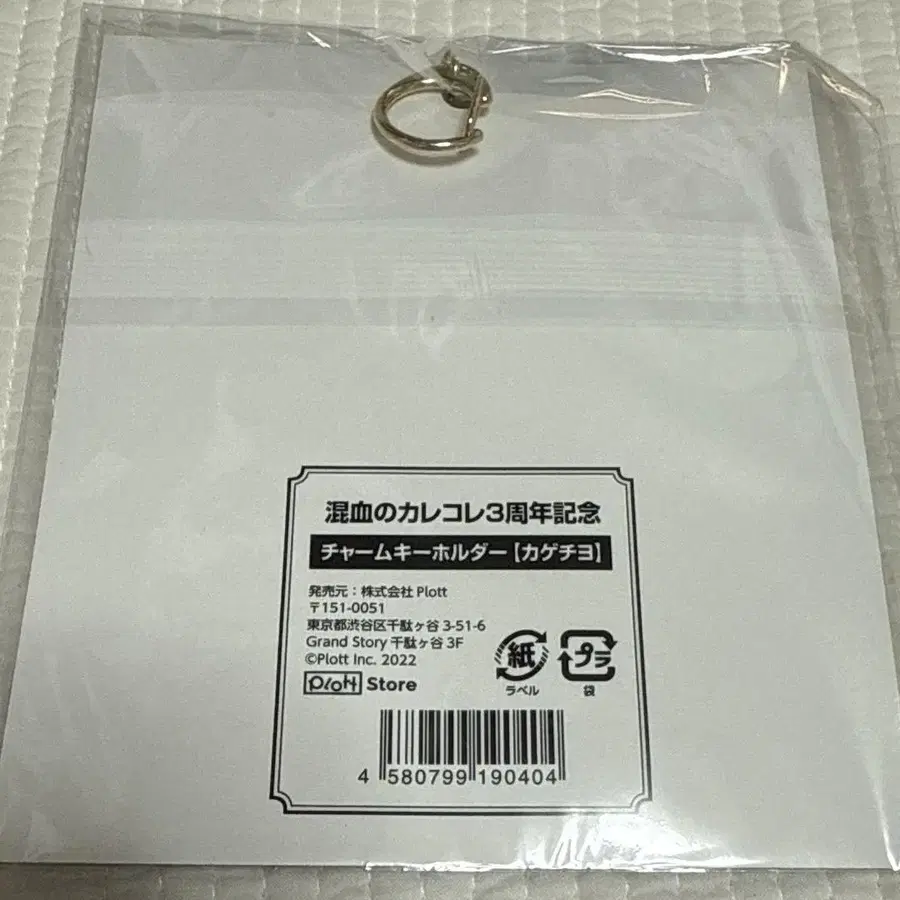 混血のカレコレ3周年記念
チャームキーホルダー【カゲチヨ】
発売元：株式会社 Plott
〒151-0051
東京都渋谷区千駄ヶ谷 3-51-6
Grand Story 千駄ヶ谷 3F
©Plott Inc. 2022
Plott Store
紙
ラベル
プラ
袋
4 580799 190404